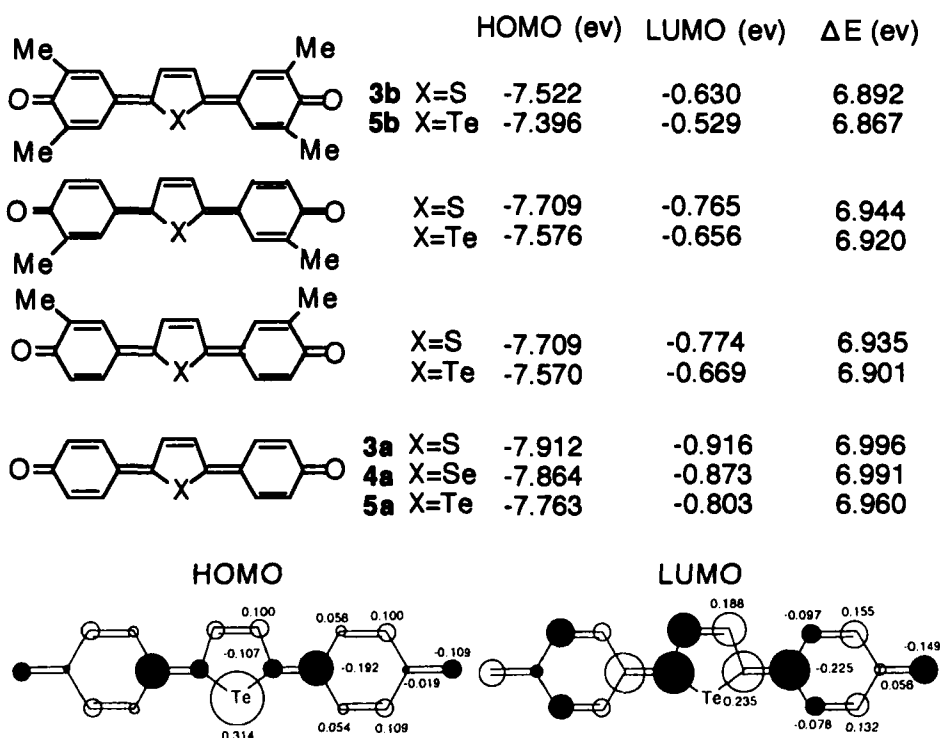 HOMO (ev) LUMO (ev) ΔE (ev)
Me Me
O O
X
Me Me
3b X=S -7.522 -0.630 6.892
5b X=Te -7.396 -0.529 6.867
O O
X
Me Me
X=S -7.709 -0.765 6.944
X=Te -7.576 -0.656 6.920
Me Me
O O
X
X=S -7.709 -0.774 6.935
X=Te -7.570 -0.669 6.901
O O
X
3a X=S -7.912 -0.916 6.996
4a X=Se -7.864 -0.873 6.991
5a X=Te -7.763 -0.803 6.960
HOMO LUMO
0.100 0.058 0.100 0.188 -0.097 0.155
-0.107 -0.192 -0.109 -0.225 -0.149
-0.019 0.056
Te Te 0.235
0.314 0.054 0.109 -0.078 0.132